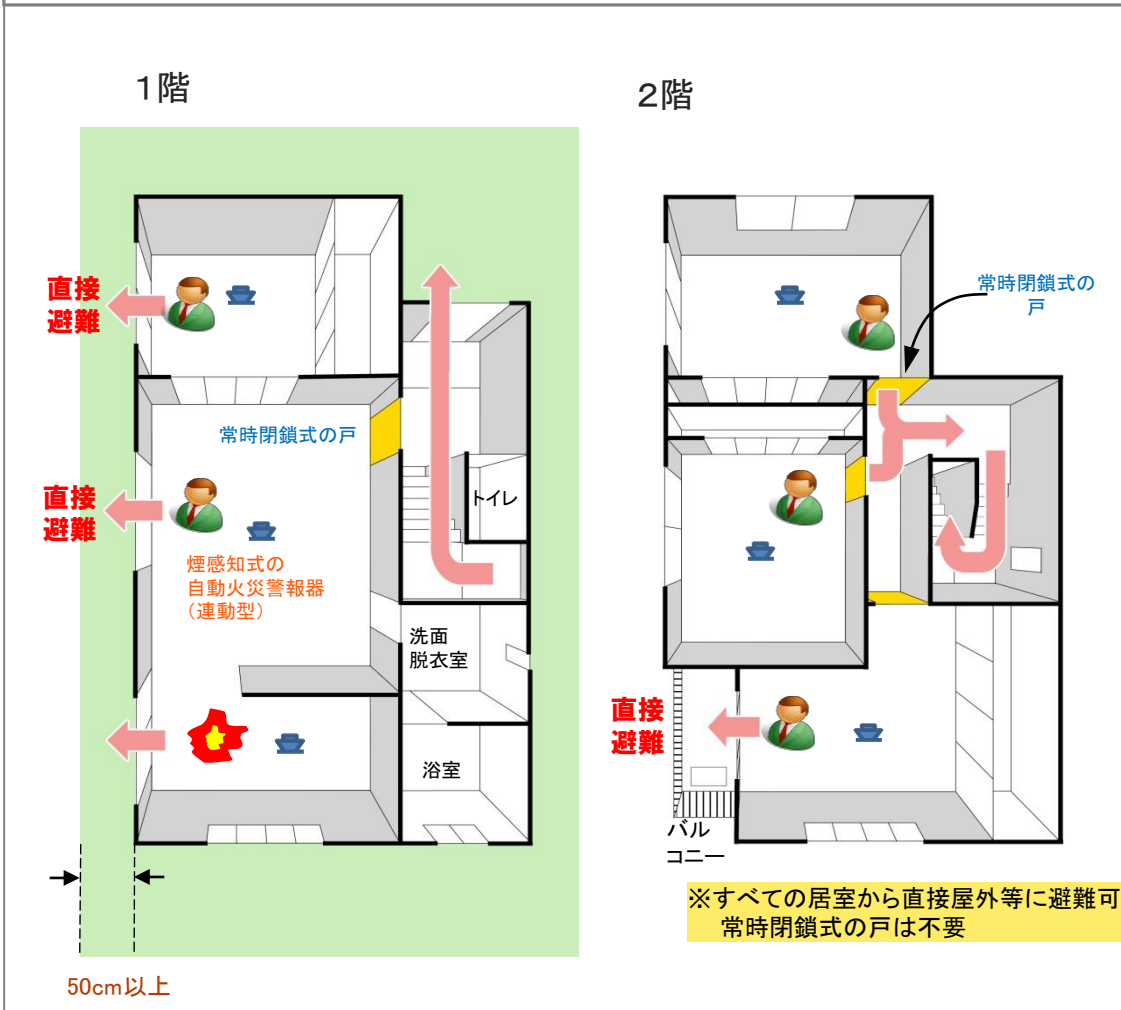 1階
2階
直接
避難
常時閉鎖式の
戸
常時閉鎖式の戸
直接
避難
トイレ
煙感知式の
自動火災警報器
（連動型）
洗面
脱衣室
直接
避難
浴室
バル
コニー
※すべての居室から直接屋外等に避難可
常時閉鎖式の戸は不要
50cm以上